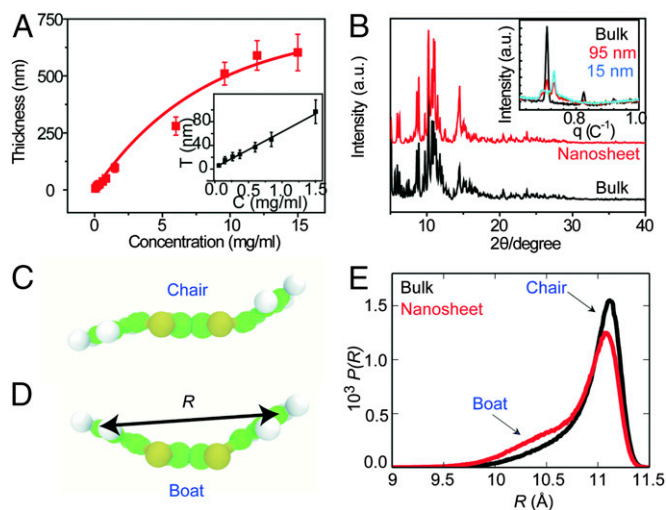 A
750
500
250
0
Thickness (nm)
0
5
10
15
Concentration (mg/ml)
80
40
0
T (nm)
0.0
0.5
1.0
1.5
C (mg/ml)
B
Intensity (a.u.)
10
20
30
40
2θ/degree
Nanosheet
Bulk
Intensity (a.u.)
Bulk
95 nm
15 nm
0.8
1.0
q (C⁻¹)
C
Chair
D
R
Boat
E
Bulk
Nanosheet
Chair
Boat
1.5
1.0
0.5
0.0
10³ P(R)
9
9.5
10
10.5
11
11.5
R (Å)